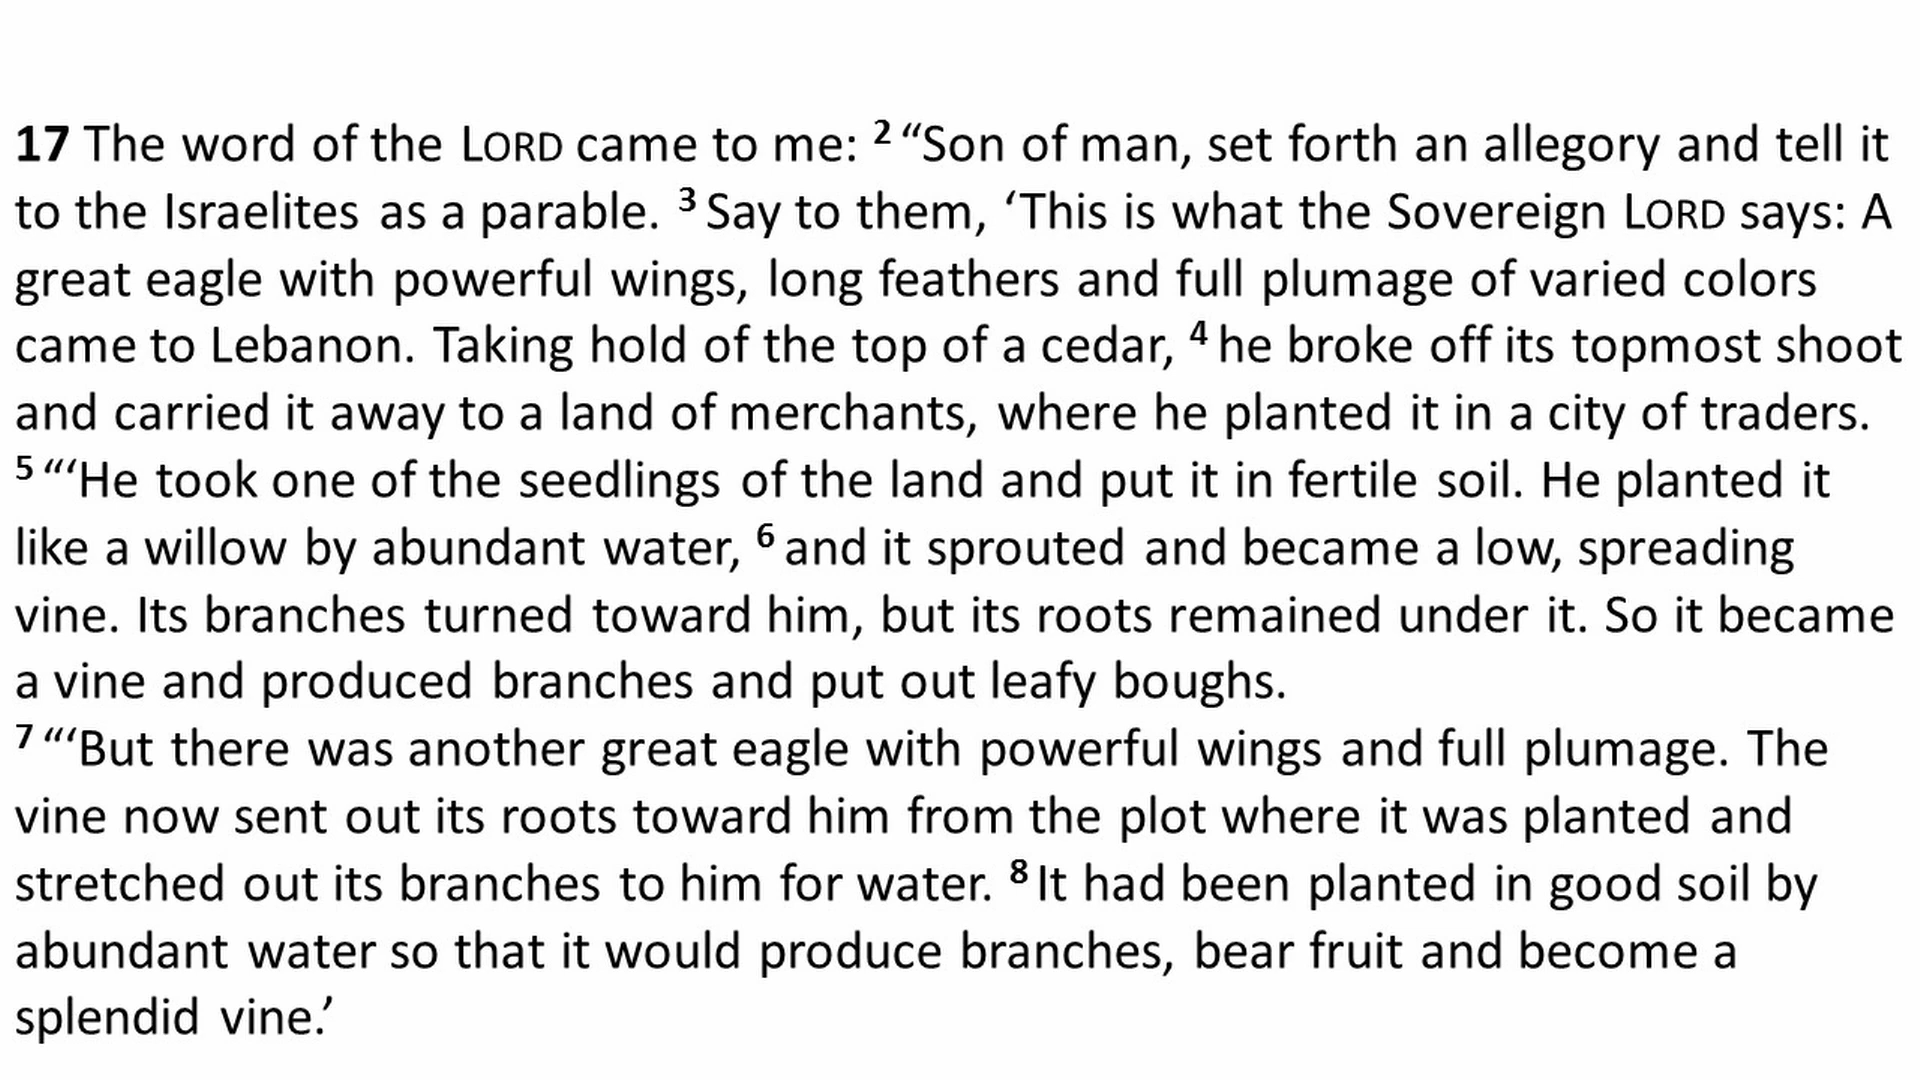 17 The word of the LORD came to me: 2 “Son of man, set forth an allegory and tell it
to the Israelites as a parable. 3 Say to them, ‘This is what the Sovereign LORD says: A
great eagle with powerful wings, long feathers and full plumage of varied colors
came to Lebanon. Taking hold of the top of a cedar, 4 he broke off its topmost shoot
and carried it away to a land of merchants, where he planted it in a city of traders.
5 “‘He took one of the seedlings of the land and put it in fertile soil. He planted it
like a willow by abundant water, 6 and it sprouted and became a low, spreading
vine. Its branches turned toward him, but its roots remained under it. So it became
a vine and produced branches and put out leafy boughs.
7 “‘But there was another great eagle with powerful wings and full plumage. The
vine now sent out its roots toward him from the plot where it was planted and
stretched out its branches to him for water. 8 It had been planted in good soil by
abundant water so that it would produce branches, bear fruit and become a
splendid vine.’